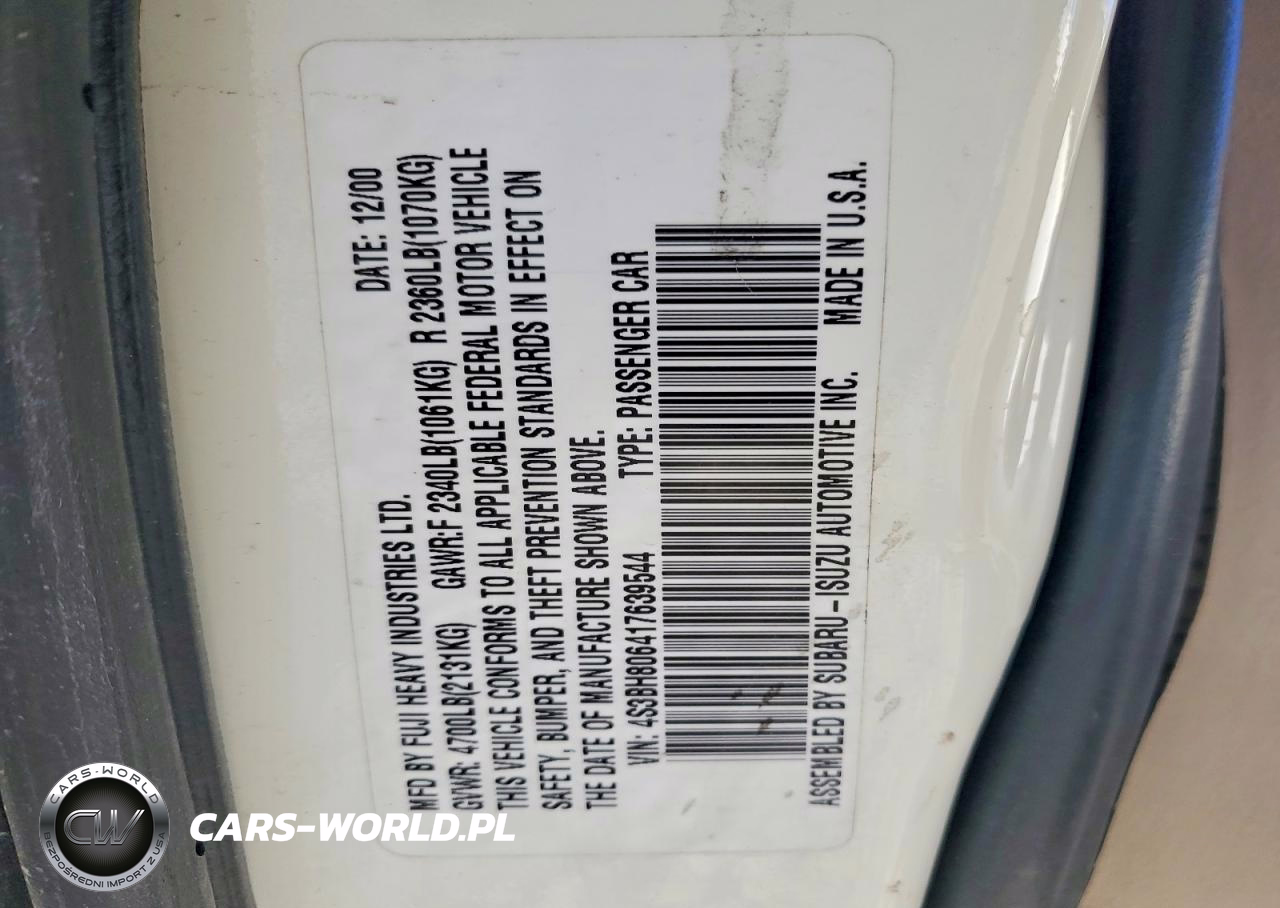 MFD BY FUJI HEAVY INDUSTRIES LTD. DATE: 12/00
GVWR: 4700LB(2131KG) GAWR:F 2340LB(1061KG) R 2360LB(1070KG)
THIS VEHICLE CONFORMS TO ALL APPLICABLE FEDERAL MOTOR VEHICLE
SAFETY, BUMPER, AND THEFT PREVENTION STANDARDS IN EFFECT ON
THE DATE OF MANUFACTURE SHOWN ABOVE.
VIN: 4S3BH806417639544 TYPE: PASSENGER CAR
ASSEMBLED BY SUBARU-ISUZU AUTOMOTIVE INC. MADE IN U.S.A.
CARS-WORLD
CW
BEZPOŚREDNI IMPORT Z USA
CARS-WORLD.PL